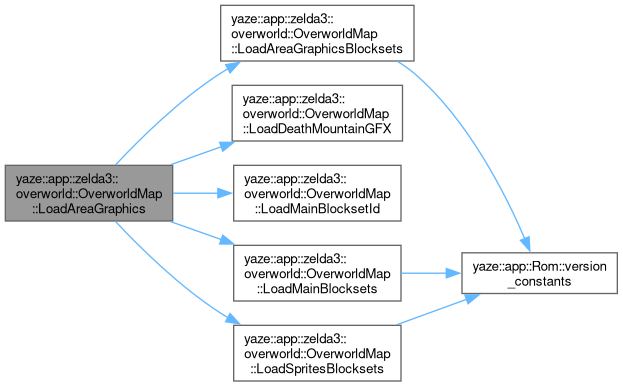 yaze::app::zelda3::
overworld::OverworldMap
::LoadAreaGraphics
yaze::app::zelda3::
overworld::OverworldMap
::LoadAreaGraphicsBlocksets
yaze::app::zelda3::
overworld::OverworldMap
::LoadDeathMountainGFX
yaze::app::zelda3::
overworld::OverworldMap
::LoadMainBlocksetId
yaze::app::zelda3::
overworld::OverworldMap
::LoadMainBlocksets
yaze::app::zelda3::
overworld::OverworldMap
::LoadSpritesBlocksets
yaze::app::Rom::version
_constants